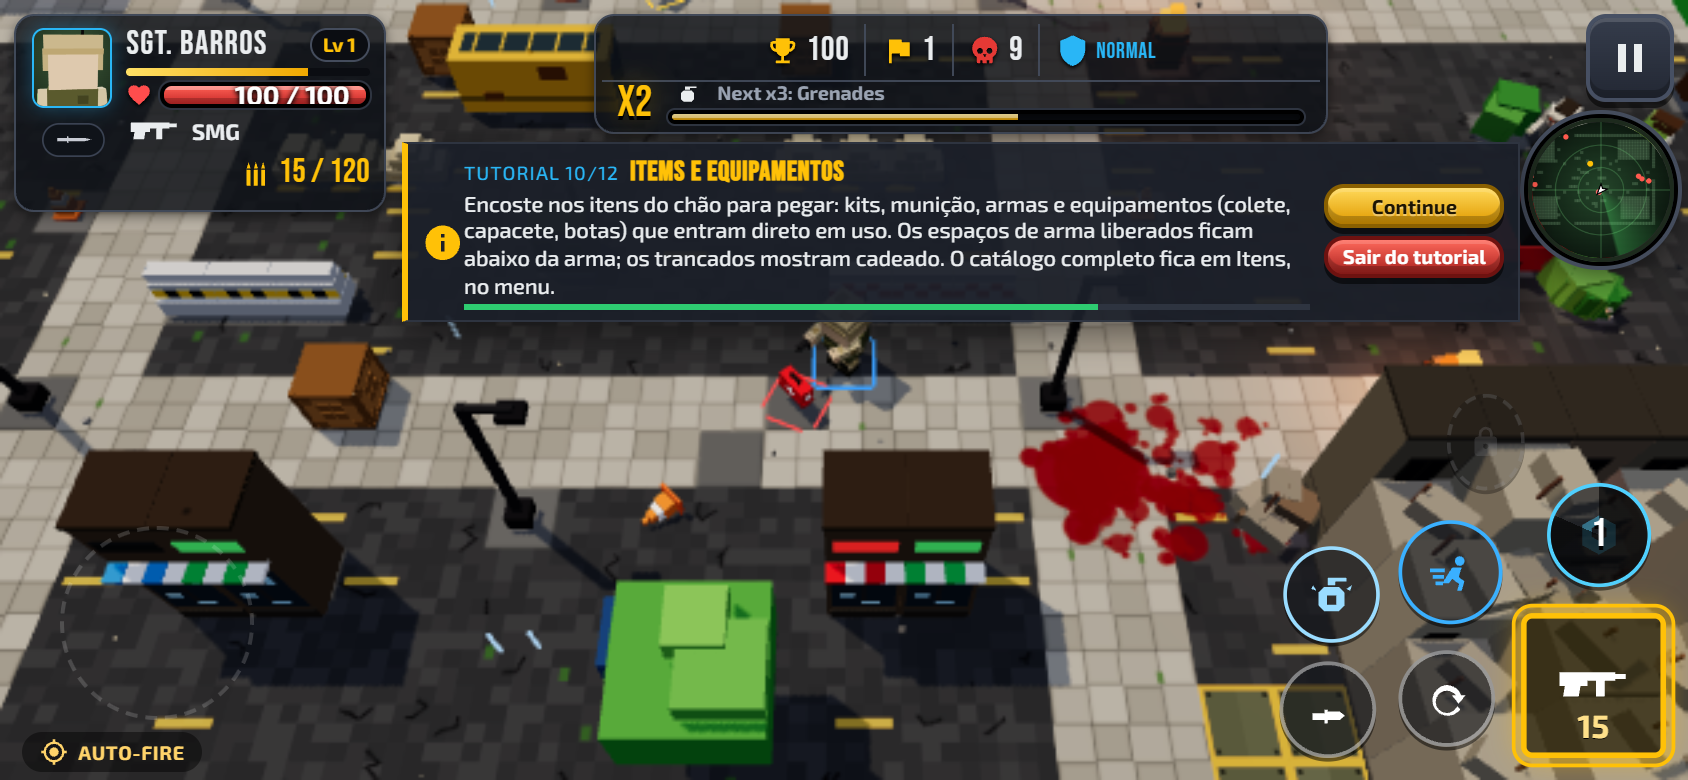 SGT. BARROS
Lv 1
100 / 100
SMG
15 / 120
100
1
9
NORMAL
X2
Next x3: Grenades
TUTORIAL 10/12 ITEMS E EQUIPAMENTOS
Encoste nos itens do chão para pegar: kits, munição, armas e equipamentos (colete,
capacete, botas) que entram direto em uso. Os espaços de arma liberados ficam
abaixo da arma; os trancados mostram cadeado. O catálogo completo fica em Itens,
no menu.
Continue
Sair do tutorial
1
15
AUTO-FIRE